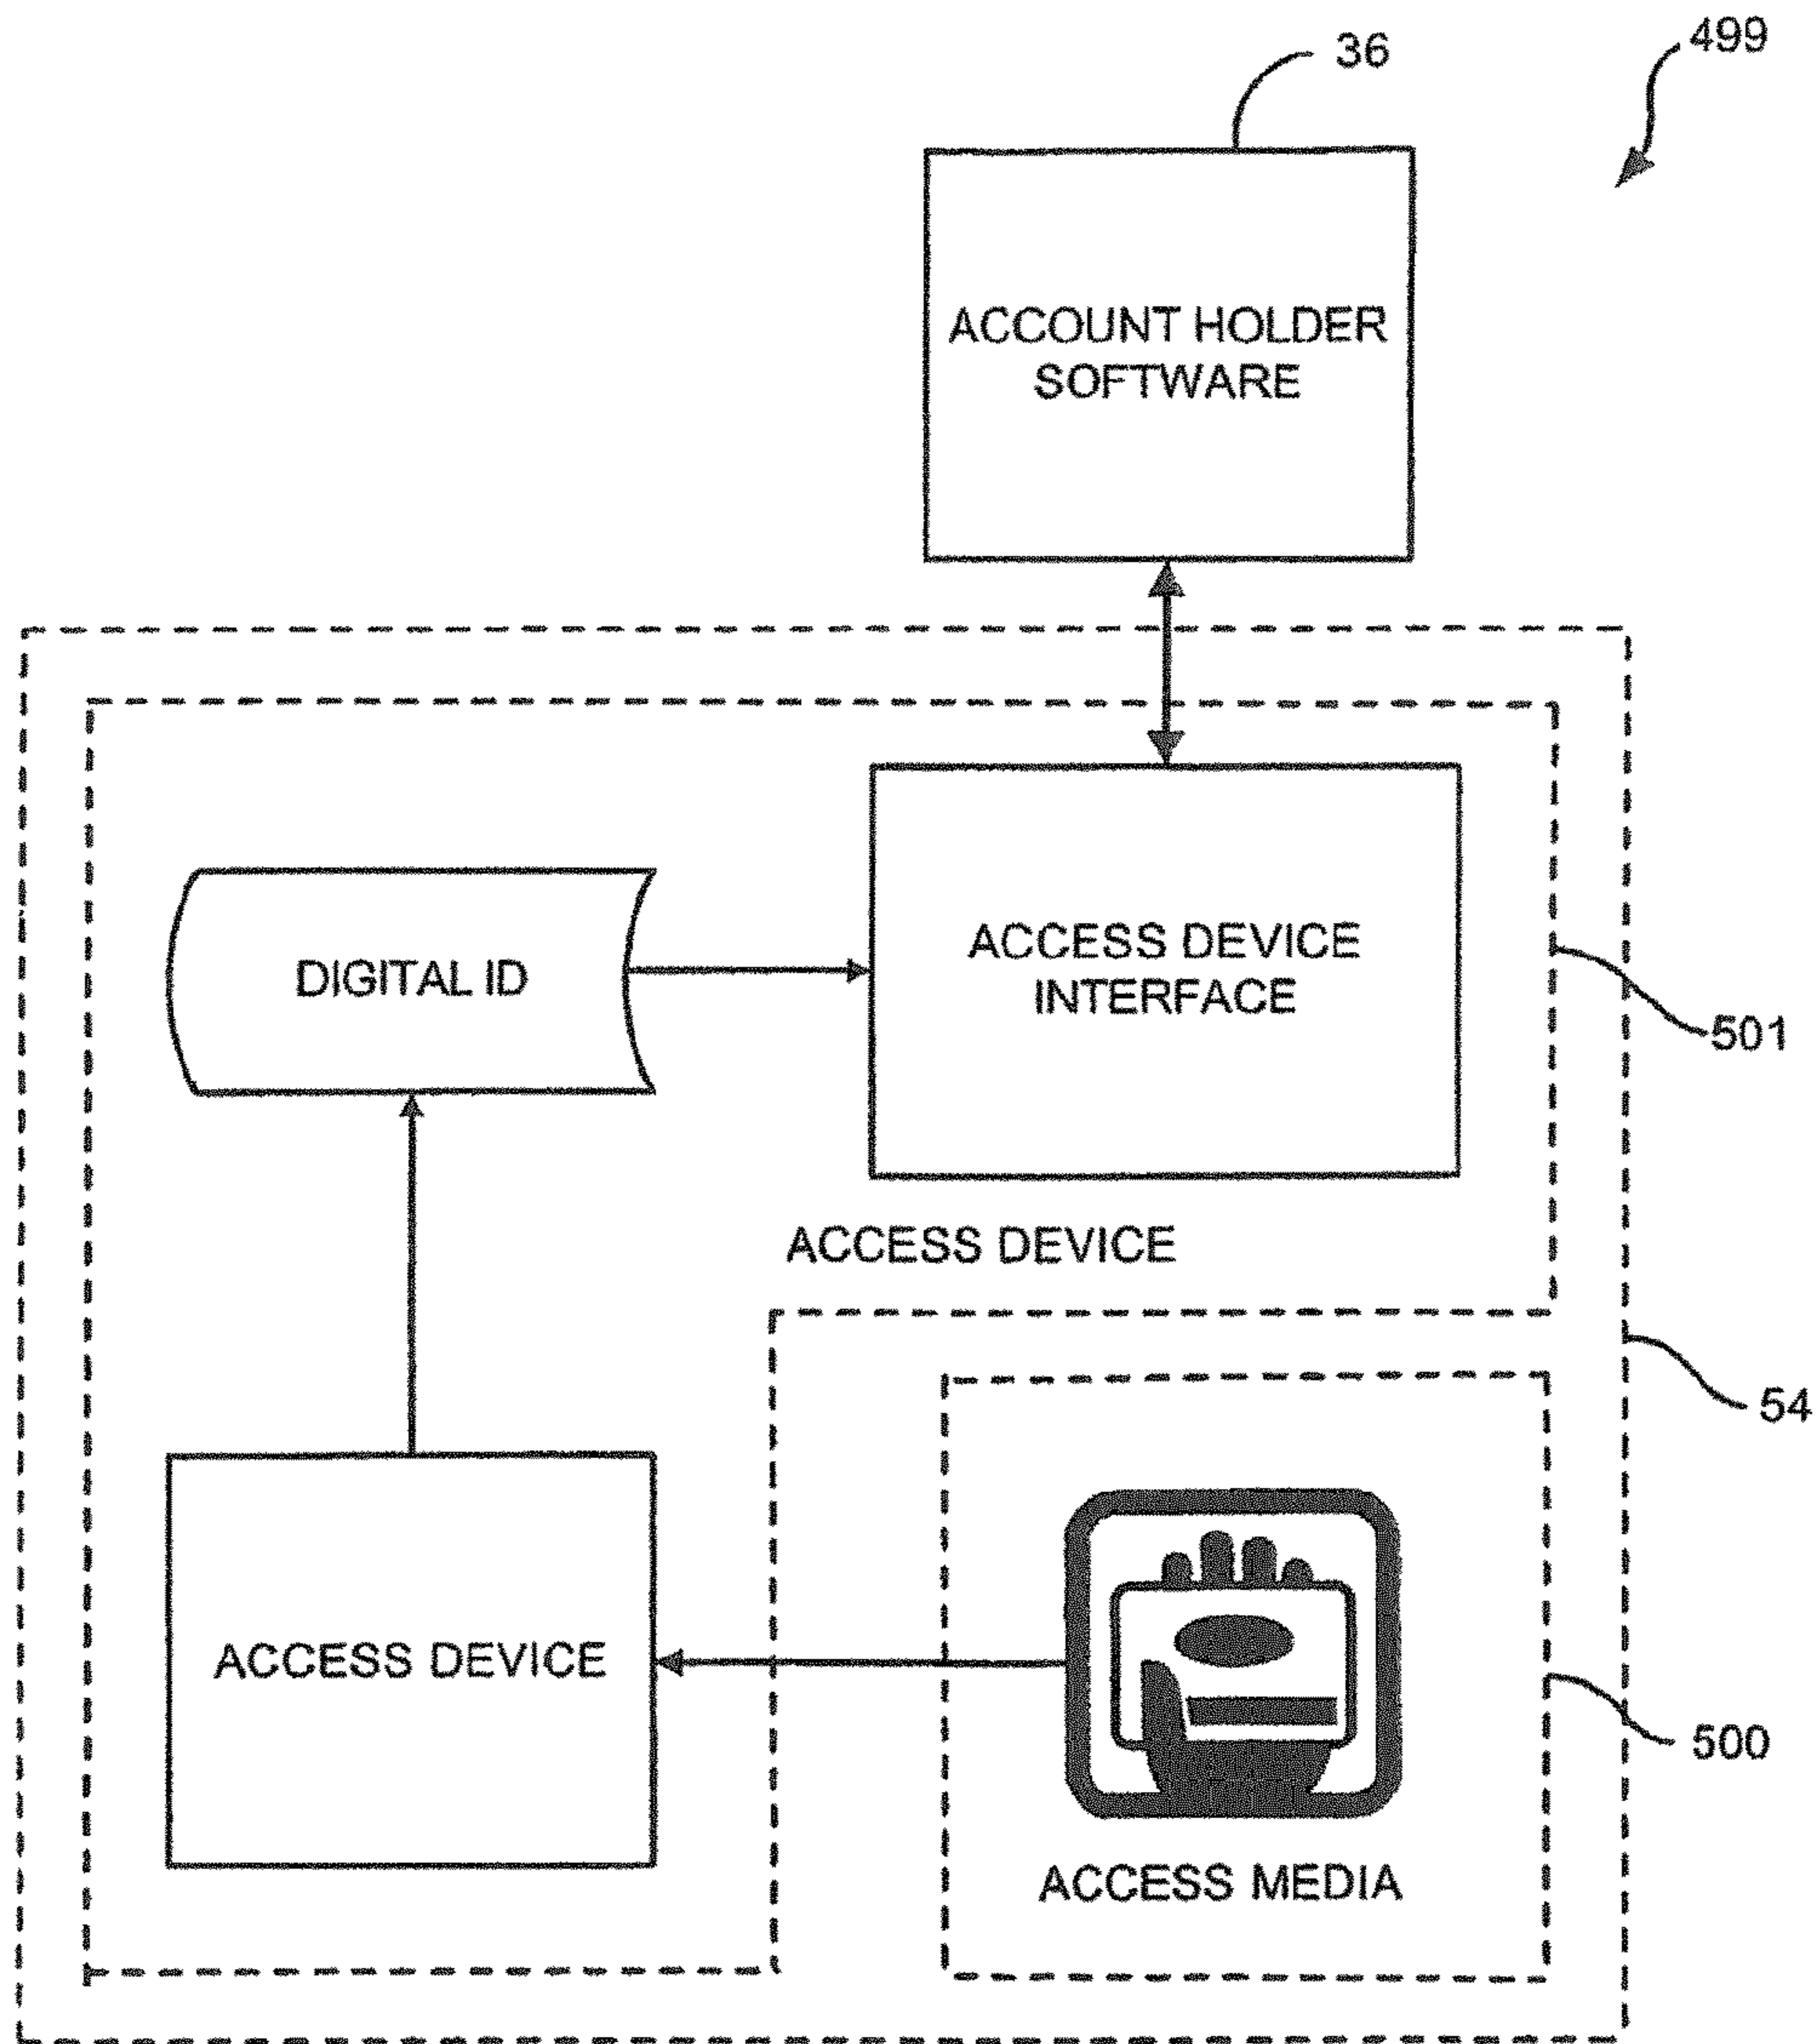 499
36
ACCOUNT HOLDER
SOFTWARE
DIGITAL ID
ACCESS DEVICE
INTERFACE
501
ACCESS DEVICE
54
ACCESS DEVICE
500
ACCESS MEDIA